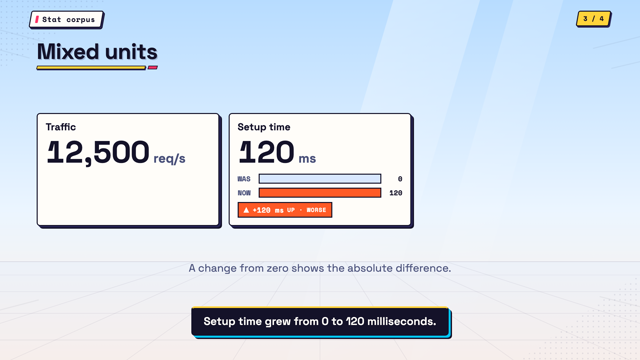 Stat corpus
3 / 4
Mixed units
Traffic
12,500 req/s
Setup time
120 ms
WAS 0
NOW 120
▲ +120 ms UP · WORSE
A change from zero shows the absolute difference.
Setup time grew from 0 to 120 milliseconds.